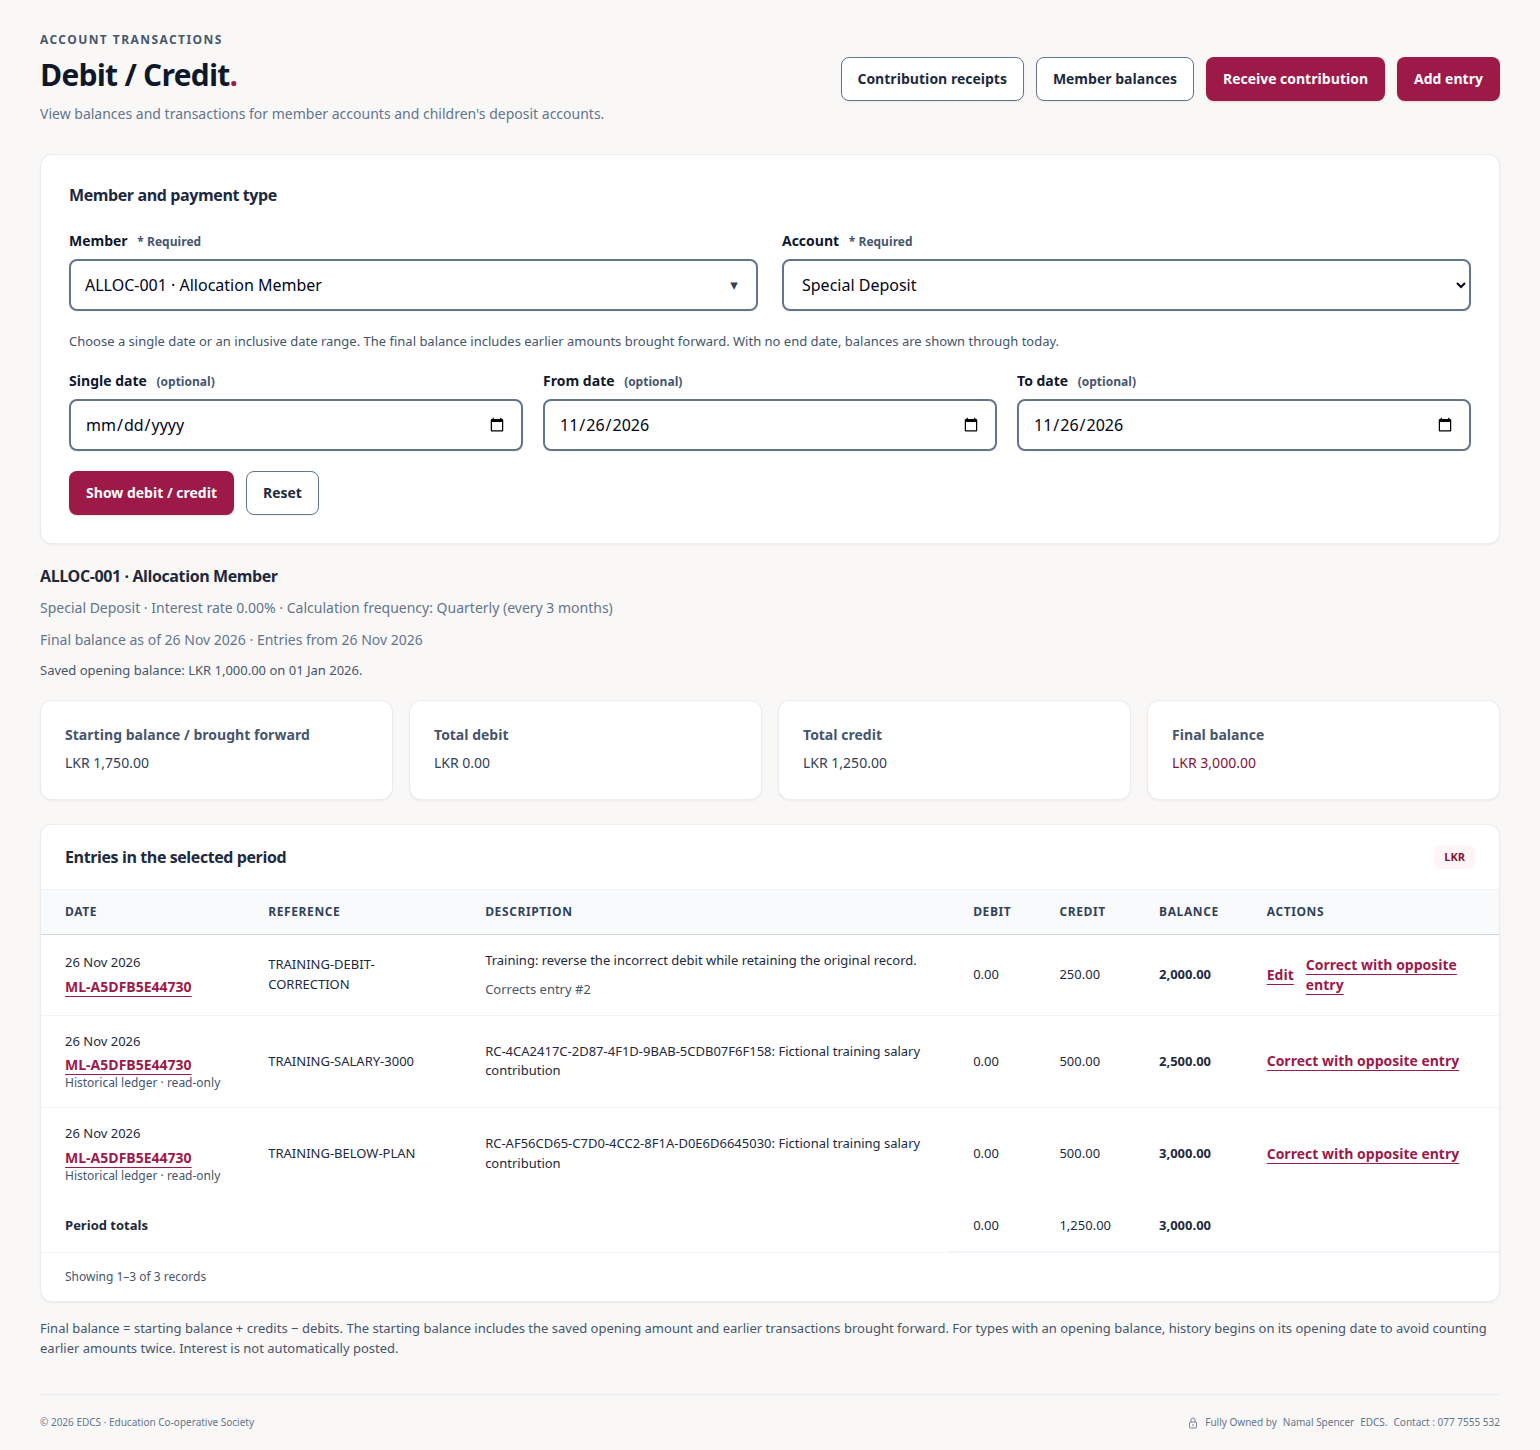 ACCOUNT TRANSACTIONS
Debit / Credit.
View balances and transactions for member accounts and children's deposit accounts.
Contribution receipts
Member balances
Receive contribution
Add entry
Member and payment type
Member * Required
Account * Required
ALLOC-001 · Allocation Member
Special Deposit
Choose a single date or an inclusive date range. The final balance includes earlier amounts brought forward. With no end date, balances are shown through today.
Single date (optional)
From date (optional)
To date (optional)
mm/dd/yyyy
11/26/2026
11/26/2026
Show debit / credit
Reset
ALLOC-001 · Allocation Member
Special Deposit · Interest rate 0.00% · Calculation frequency: Quarterly (every 3 months)
Final balance as of 26 Nov 2026 · Entries from 26 Nov 2026
Saved opening balance: LKR 1,000.00 on 01 Jan 2026.
Starting balance / brought forward
LKR 1,750.00
Total debit
LKR 0.00
Total credit
LKR 1,250.00
Final balance
LKR 3,000.00
Entries in the selected period
LKR
DATE REFERENCE DESCRIPTION DEBIT CREDIT BALANCE ACTIONS
26 Nov 2026
ML-A5DFB5E44730
TRAINING-DEBIT-
CORRECTION
Training: reverse the incorrect debit while retaining the original record.
Corrects entry #2
0.00 250.00 2,000.00
Edit
Correct with opposite
entry
26 Nov 2026
ML-A5DFB5E44730
Historical ledger · read-only
TRAINING-SALARY-3000
RC-4CA2417C-2D87-4F1D-9BAB-5CDB07F6F158: Fictional training salary
contribution
0.00 500.00 2,500.00
Correct with opposite entry
26 Nov 2026
ML-A5DFB5E44730
Historical ledger · read-only
TRAINING-BELOW-PLAN
RC-AF56CD65-C7D0-4CC2-8F1A-D0E6D6645030: Fictional training salary
contribution
0.00 500.00 3,000.00
Correct with opposite entry
Period totals 0.00 1,250.00 3,000.00
Showing 1–3 of 3 records
Final balance = starting balance + credits − debits. The starting balance includes the saved opening amount and earlier transactions brought forward. For types with an opening balance, history begins on its opening date to avoid counting
earlier amounts twice. Interest is not automatically posted.
© 2026 EDCS · Education Co-operative Society
Fully Owned by Namal Spencer EDCS. Contact : 077 7555 532